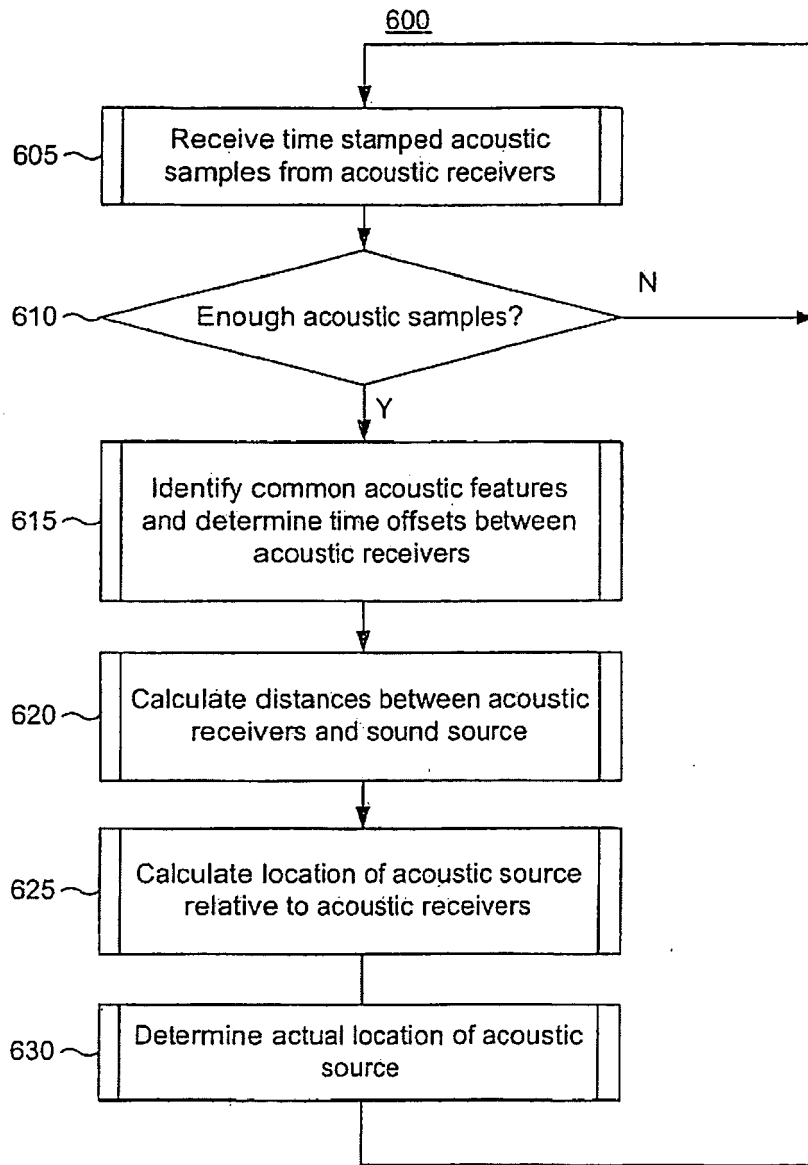 600
605
Receive time stamped acoustic
samples from acoustic receivers
N
610
Enough acoustic samples?
Y
615
Identify common acoustic features
and determine time offsets between
acoustic receivers
620
Calculate distances between acoustic
receivers and sound source
625
Calculate location of acoustic source
relative to acoustic receivers
630
Determine actual location of acoustic
source